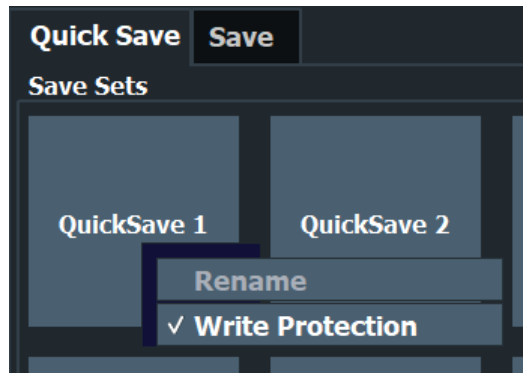 Quick Save Save
Save Sets
QuickSave 1 QuickSave 2
Rename
✓ Write Protection